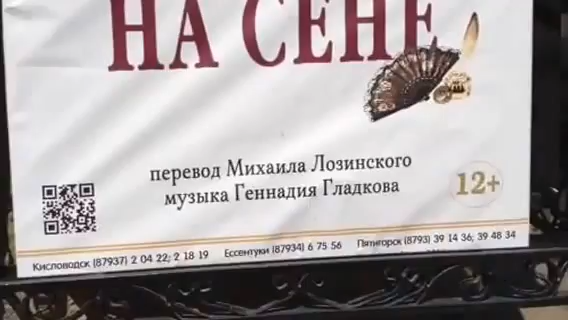 НА СЕНЕ
перевод Михаила Лозинского
музыка Геннадия Гладкова
12+
Кисловодск (87937) 2 04 22; 2 18 19 Ессентуки (87934) 6 75 56 Пятигорск (8793) 39 14 36; 39 48 34